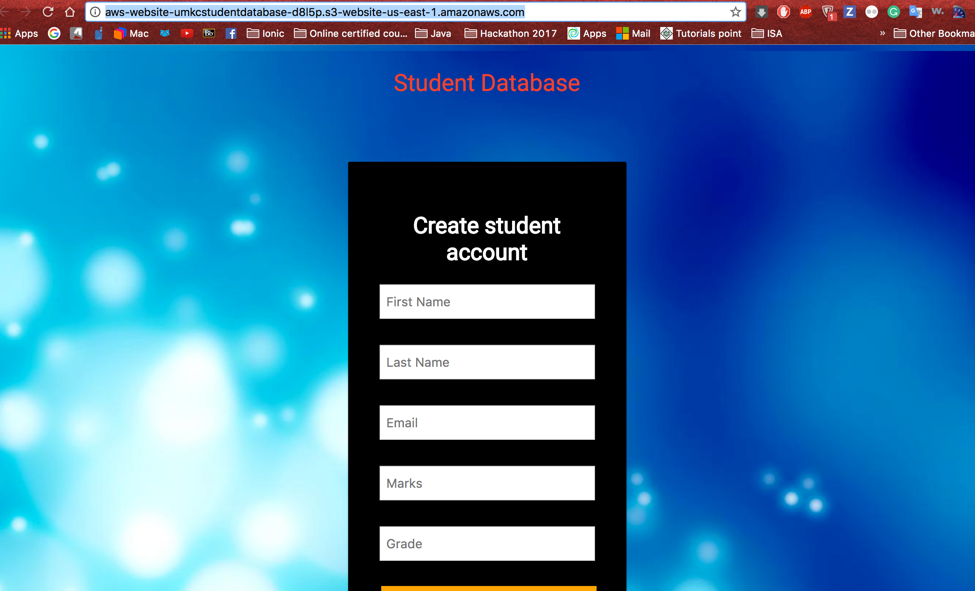 aws-website-umkcstudentdatabase-d8l5p.s3-website-us-east-1.amazonaws.com
Apps Mac Ionic Online certified cou... Java Hackathon 2017 Apps Mail Tutorials point ISA » Other Bookma
Student Database
Create student
account
First Name
Last Name
Email
Marks
Grade